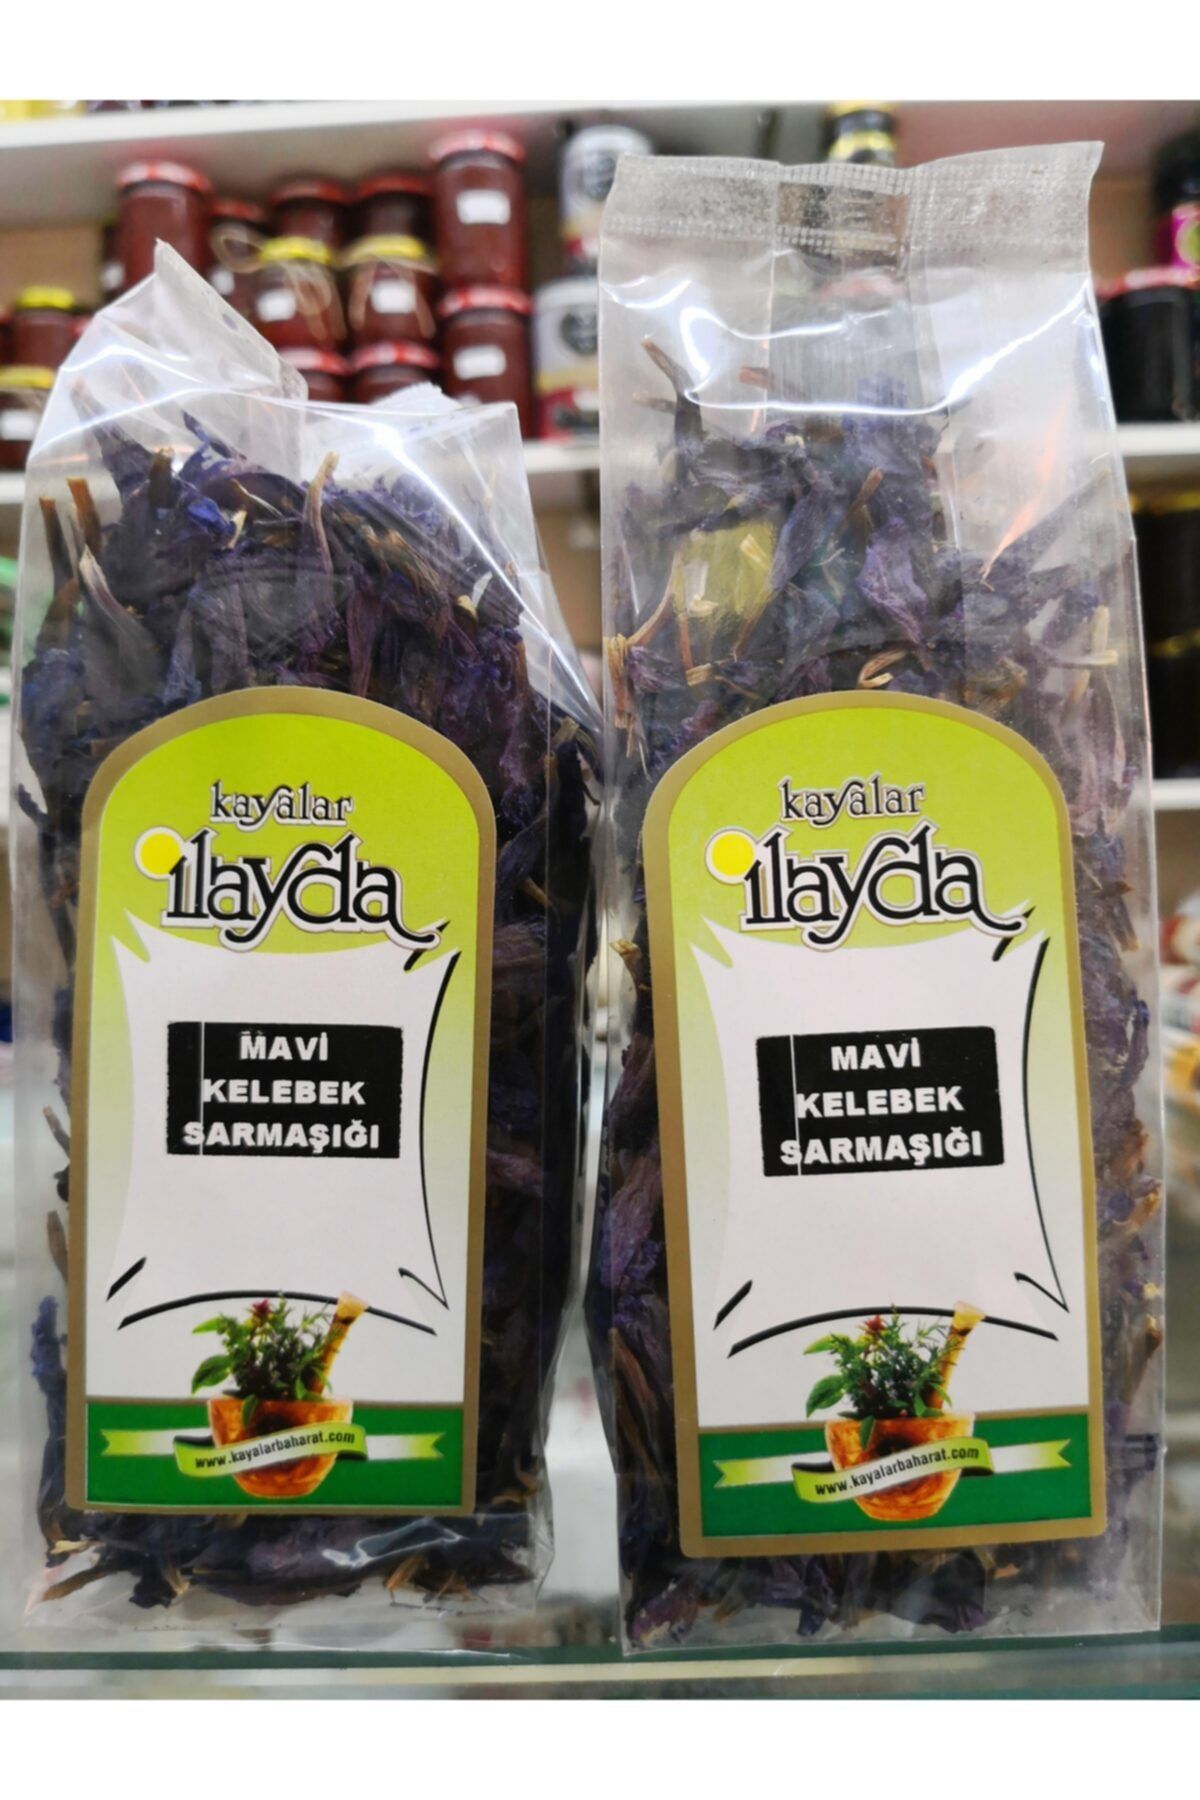 kayalar
ilayda
MAVİ
KELEBEK
SARMAŞIĞI
www.kayalarbaharat.com
kayalar
ilayda
MAVİ
KELEBEK
SARMAŞIĞI
www.kayalarbaharat.com